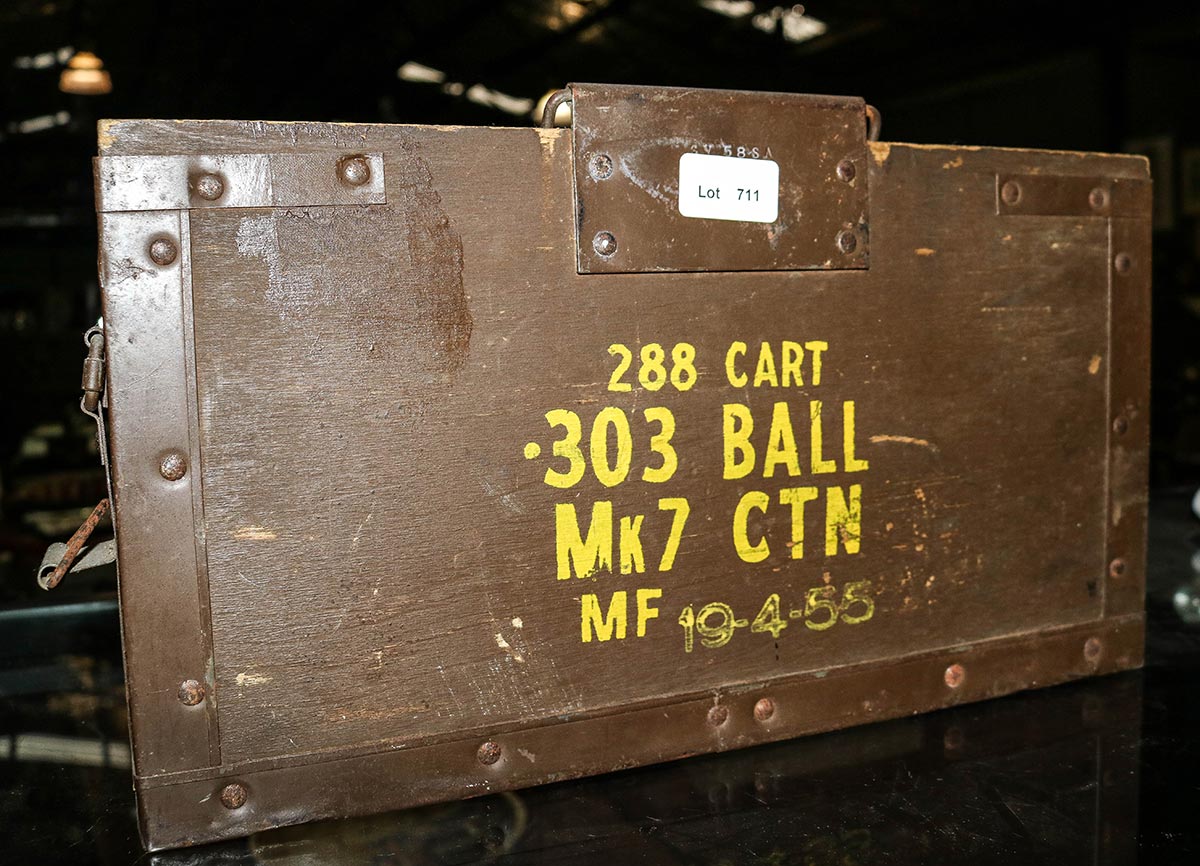 Lot 711
288 CART
.303 BALL
MK7 CTN
MF 19-4-55